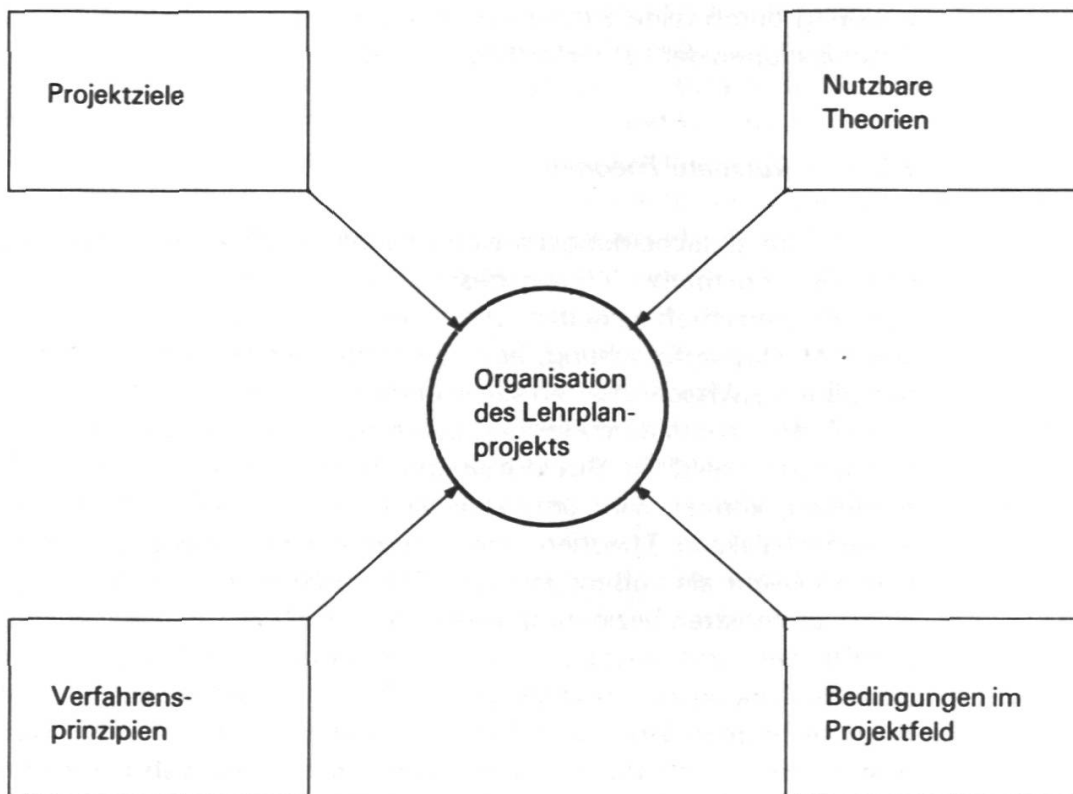 Projektziele
Nutzbare
Theorien
Organisation
des Lehrplan-
projekts
Verfahrens-
prinzipien
Bedingungen im
Projektfeld